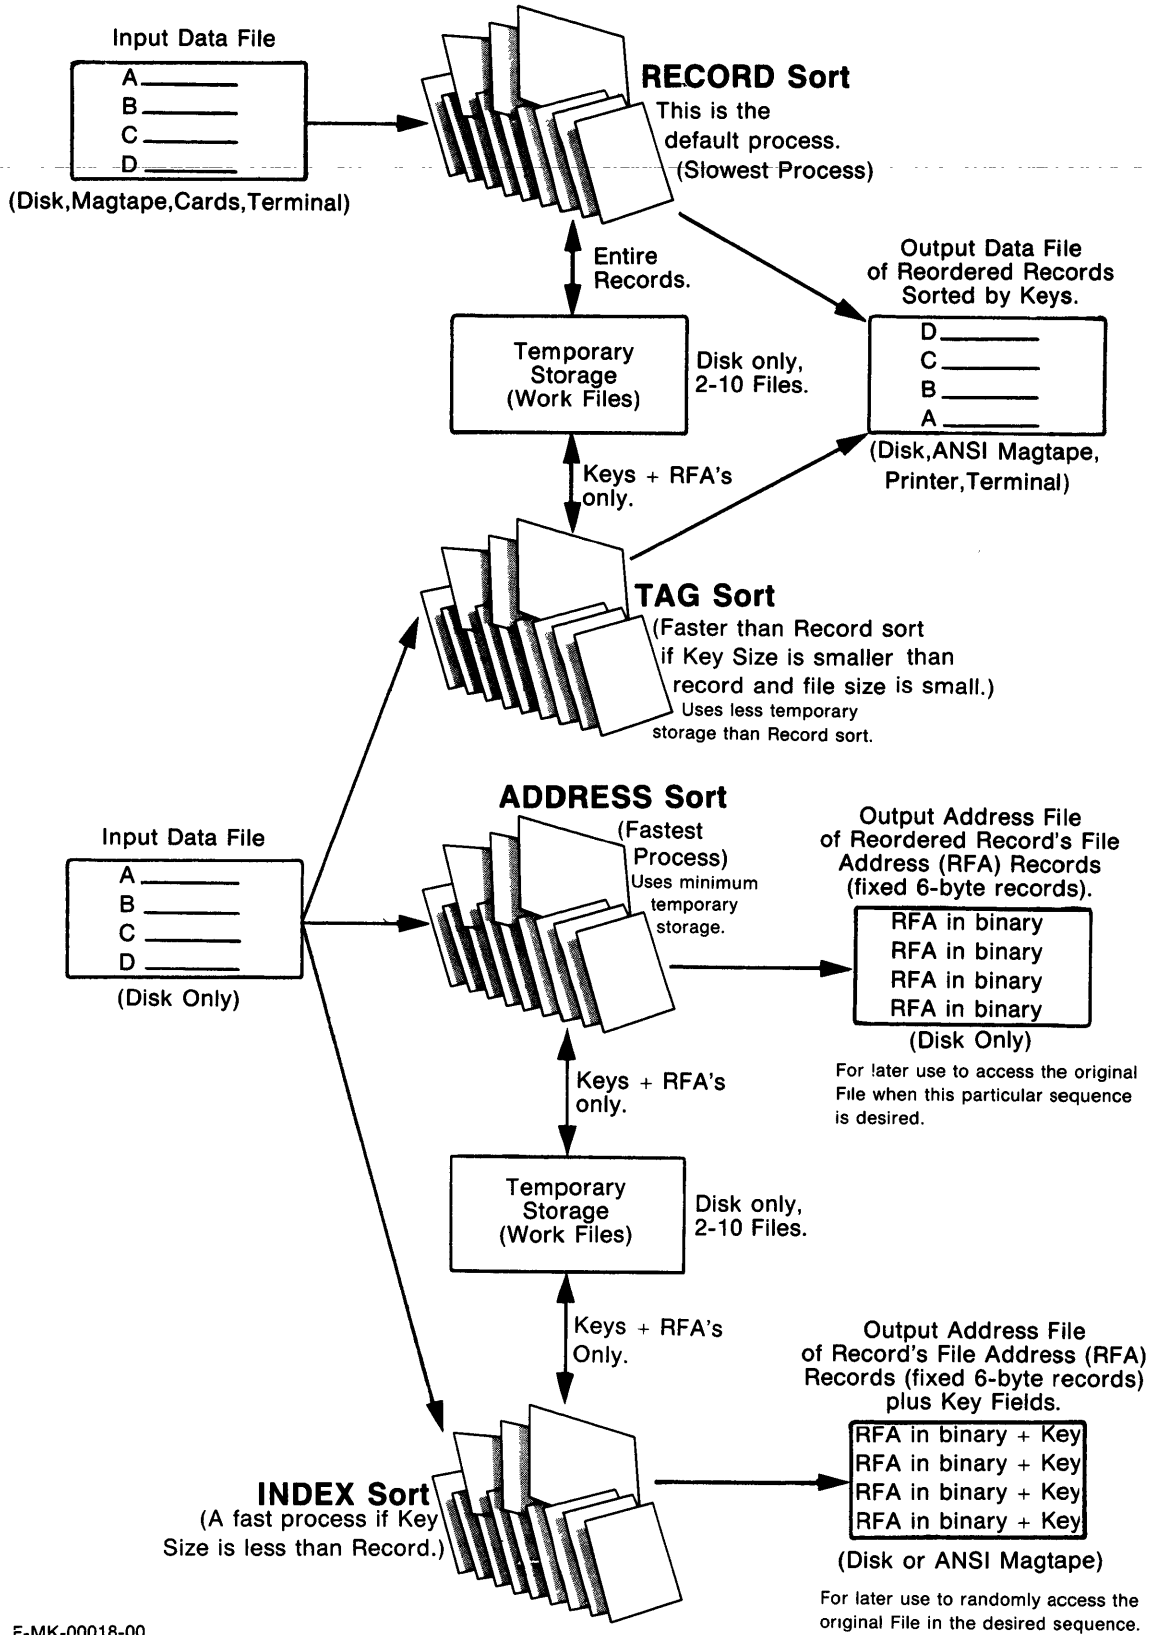 Input Data File
A
B
C
D
(Disk,Magtape,Cards,Terminal)
RECORD Sort
This is the
default process.
(Slowest Process)
Entire
Records.
Output Data File
of Reordered Records
Sorted by Keys.
D
C
B
A
(Disk,ANSI Magtape,
Printer,Terminal)
Temporary
Storage
(Work Files)
Disk only,
2-10 Files.
Keys + RFA's
only.
TAG Sort
(Faster than Record sort
if Key Size is smaller than
record and file size is small.)
Uses less temporary
storage than Record sort.
Input Data File
A
B
C
D
(Disk Only)
ADDRESS Sort
(Fastest
Process)
Uses minimum
temporary
storage.
Output Address File
of Reordered Record's File
Address (RFA) Records
(fixed 6-byte records).
RFA in binary
RFA in binary
RFA in binary
RFA in binary
(Disk Only)
For later use to access the original
File when this particular sequence
is desired.
Keys + RFA's
only.
Temporary
Storage
(Work Files)
Disk only,
2-10 Files.
Keys + RFA's
Only.
INDEX Sort
(A fast process if Key
Size is less than Record.)
Output Address File
of Record's File Address (RFA)
Records (fixed 6-byte records)
plus Key Fields.
RFA in binary + Key
RFA in binary + Key
RFA in binary + Key
RFA in binary + Key
(Disk or ANSI Magtape)
For later use to randomly access the
original File in the desired sequence.
F-MK-00018-00